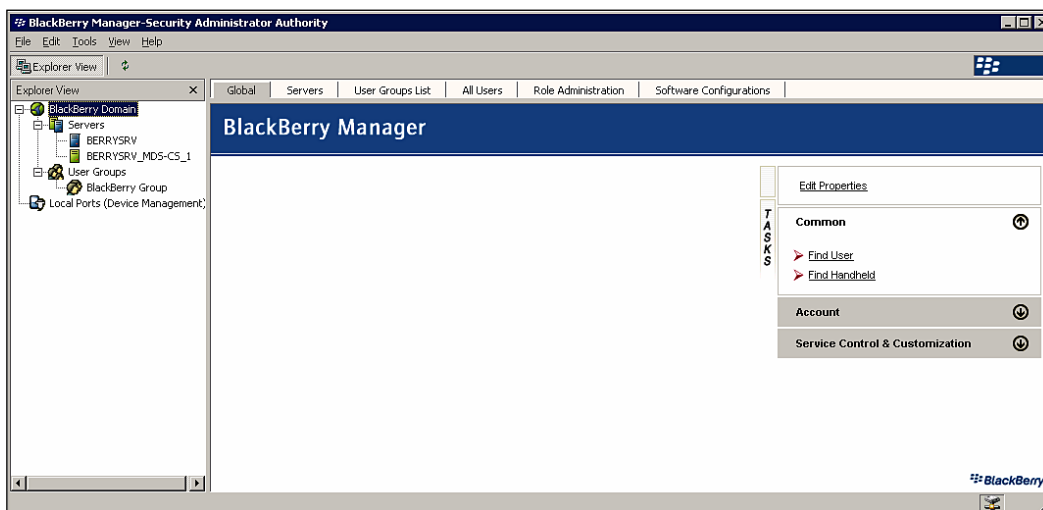 BlackBerry Manager-Security Administrator Authority
File Edit Tools View Help
Explorer View
Explorer View
Global Servers User Groups List All Users Role Administration Software Configurations
BlackBerry Domain
Servers
BERRYSRV
BERRYSRV_MDS-CS_1
User Groups
BlackBerry Group
Local Ports (Device Management)
BlackBerry Manager
TASKS
Edit Properties
Common
Find User
Find Handheld
Account
Service Control & Customization
BlackBerry